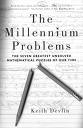 The Millennium
Problems
THE SEVEN GREATEST UNSOLVED
MATHEMATICAL PUZZLES OF OUR TIME
Keith Devlin